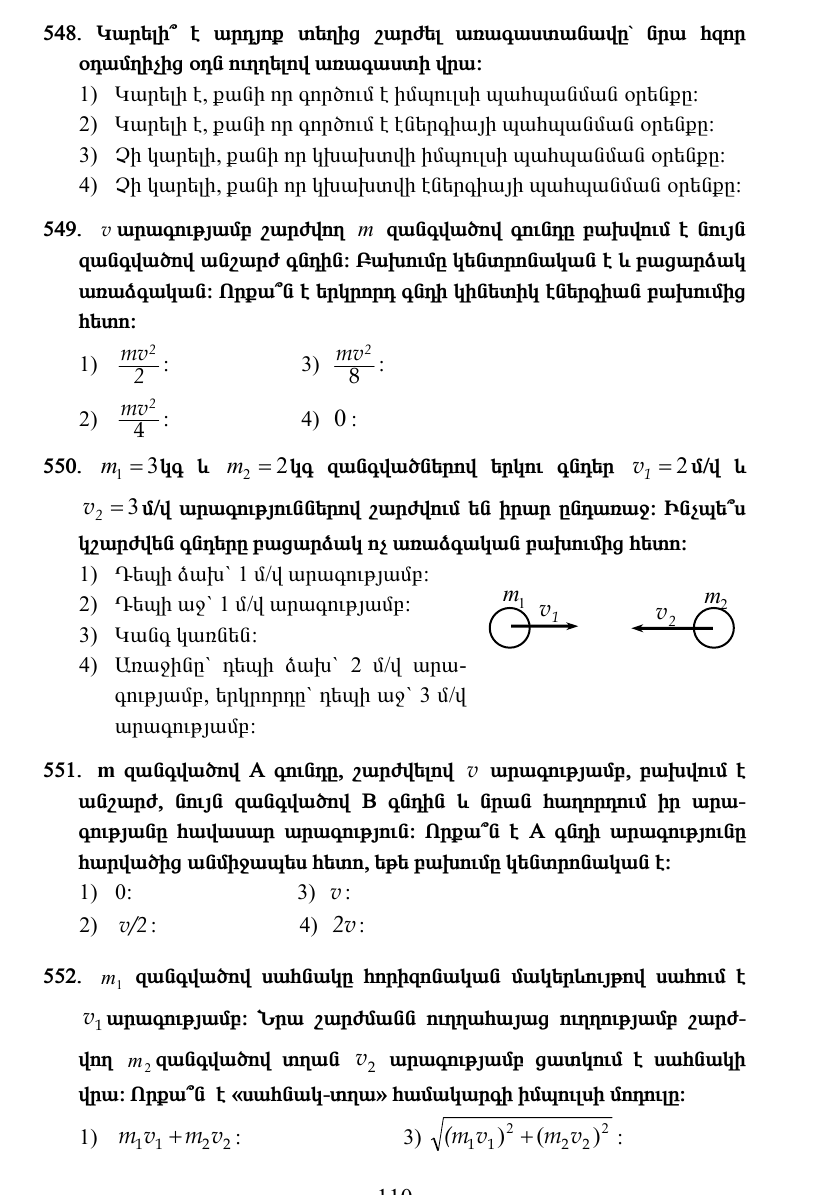 548. Կարելի՞ է արդյոք տեղից շարժել առագաստանավը՝ նրա հզոր
օդամղիչից օդն ուղղելով առագաստի վրա:
1) Կարելի է, քանի որ գործում է իմպուլսի պահպանման օրենքը:
2) Կարելի է, քանի որ գործում է էներգիայի պահպանման օրենքը:
3) Չի կարելի, քանի որ կխախտվի իմպուլսի պահպանման օրենքը:
4) Չի կարելի, քանի որ կխախտվի էներգիայի պահպանման օրենքը:
549. v արագությամբ շարժվող m զանգվածով գունդը բախվում է նույն
զանգվածով անշարժ գնդին: Բախումը կենտրոնական է և բացարձակ
առաձգական: Որքա՞ն է երկրորդ գնդի կինետիկ էներգիան բախումից
հետո:
1) mv²/2 : 3) mv²/8 :
2) mv²/4 : 4) 0 :
550. m₁ = 3կգ և m₂ = 2կգ զանգվածներով երկու գնդեր v₁ = 2մ/վ և
v₂ = 3մ/վ արագություններով շարժվում են իրար ընդառաջ: Ինչպե՞ս
կշարժվեն գնդերը բացարձակ ոչ առաձգական բախումից հետո:
1) Դեպի ձախ՝ 1 մ/վ արագությամբ:
2) Դեպի աջ՝ 1 մ/վ արագությամբ:
3) Կանգ կառնեն:
4) Առաջինը՝ դեպի ձախ՝ 2 մ/վ արա-
գությամբ, երկրորդը՝ դեպի աջ՝ 3 մ/վ
արագությամբ:
m₁ v₁ v₂ m₂
551. m զանգվածով A գունդը, շարժվելով v արագությամբ, բախվում է
անշարժ, նույն զանգվածով B գնդին և նրան հաղորդում իր արա-
գությանը հավասար արագություն: Որքա՞ն է A գնդի արագությունը
հարվածից անմիջապես հետո, եթե բախումը կենտրոնական է:
1) 0: 3) v :
2) v/2 : 4) 2v :
552. m₁ զանգվածով սահնակը հորիզոնական մակերևույթով սահում է
v₁ արագությամբ: Նրա շարժմանն ուղղահայաց ուղղությամբ շարժ-
վող m₂ զանգվածով տղան v₂ արագությամբ ցատկում է սահնակի
վրա: Որքա՞ն է «սահնակ-տղա» համակարգի իմպուլսի մոդուլը:
1) m₁v₁ + m₂v₂ : 3) √((m₁v₁)² + (m₂v₂)²) :